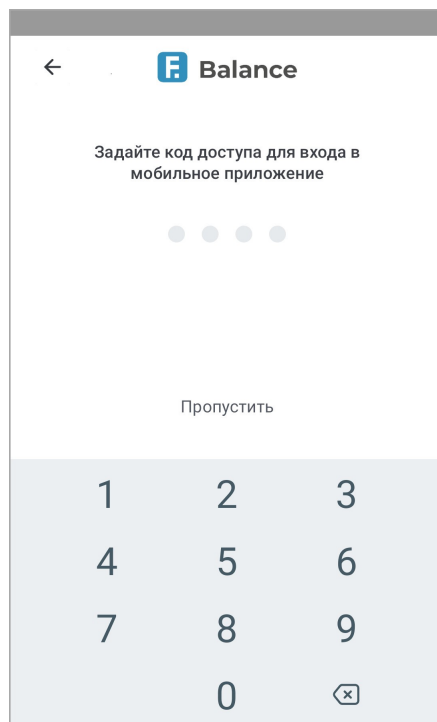 F. Balance
Задайте код доступа для входа в
мобильное приложение
Пропустить
1 2 3
4 5 6
7 8 9
0